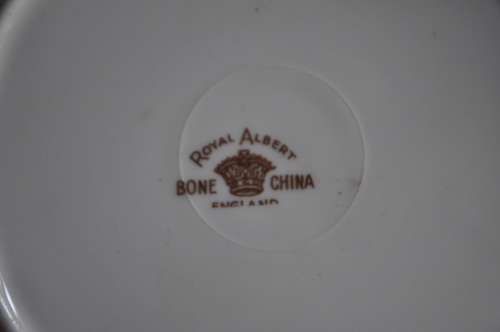 ROYAL ALBERT
BONE CHINA
ENGLAND